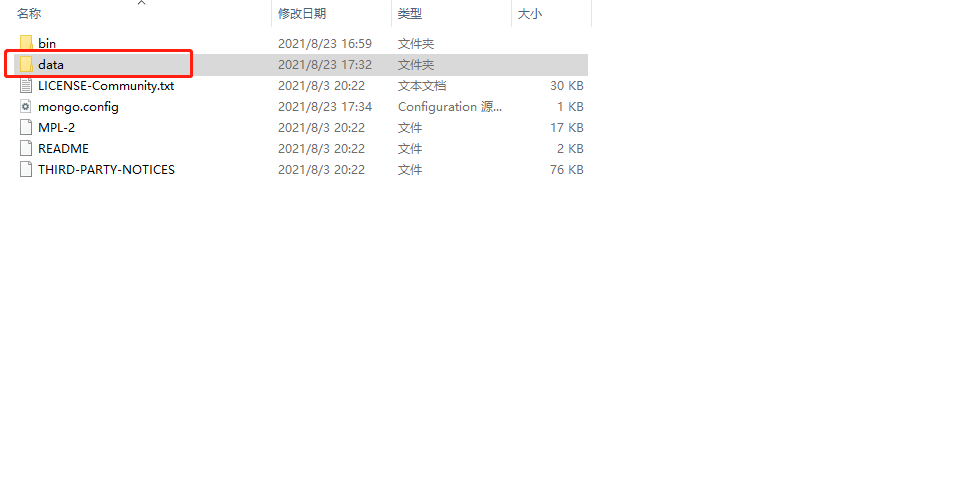 名称 修改日期 类型 大小
bin 2021/8/23 16:59 文件夹
data 2021/8/23 17:32 文件夹
LICENSE-Community.txt 2021/8/3 20:22 文本文档 30 KB
mongo.config 2021/8/23 17:34 Configuration 源... 1 KB
MPL-2 2021/8/3 20:22 文件 17 KB
README 2021/8/3 20:22 文件 2 KB
THIRD-PARTY-NOTICES 2021/8/3 20:22 文件 76 KB